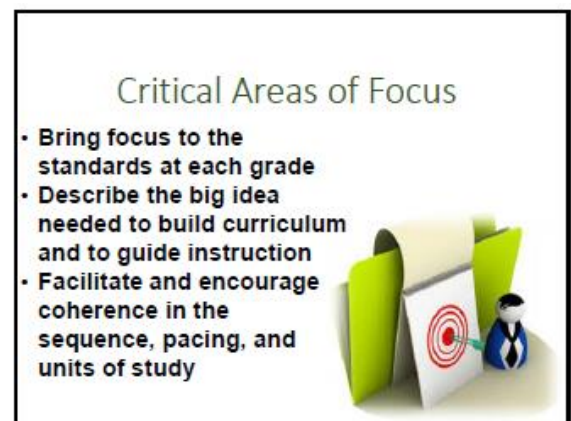 Critical Areas of Focus
• Bring focus to the
standards at each grade
• Describe the big idea
needed to build curriculum
and to guide instruction
• Facilitate and encourage
coherence in the
sequence, pacing, and
units of study